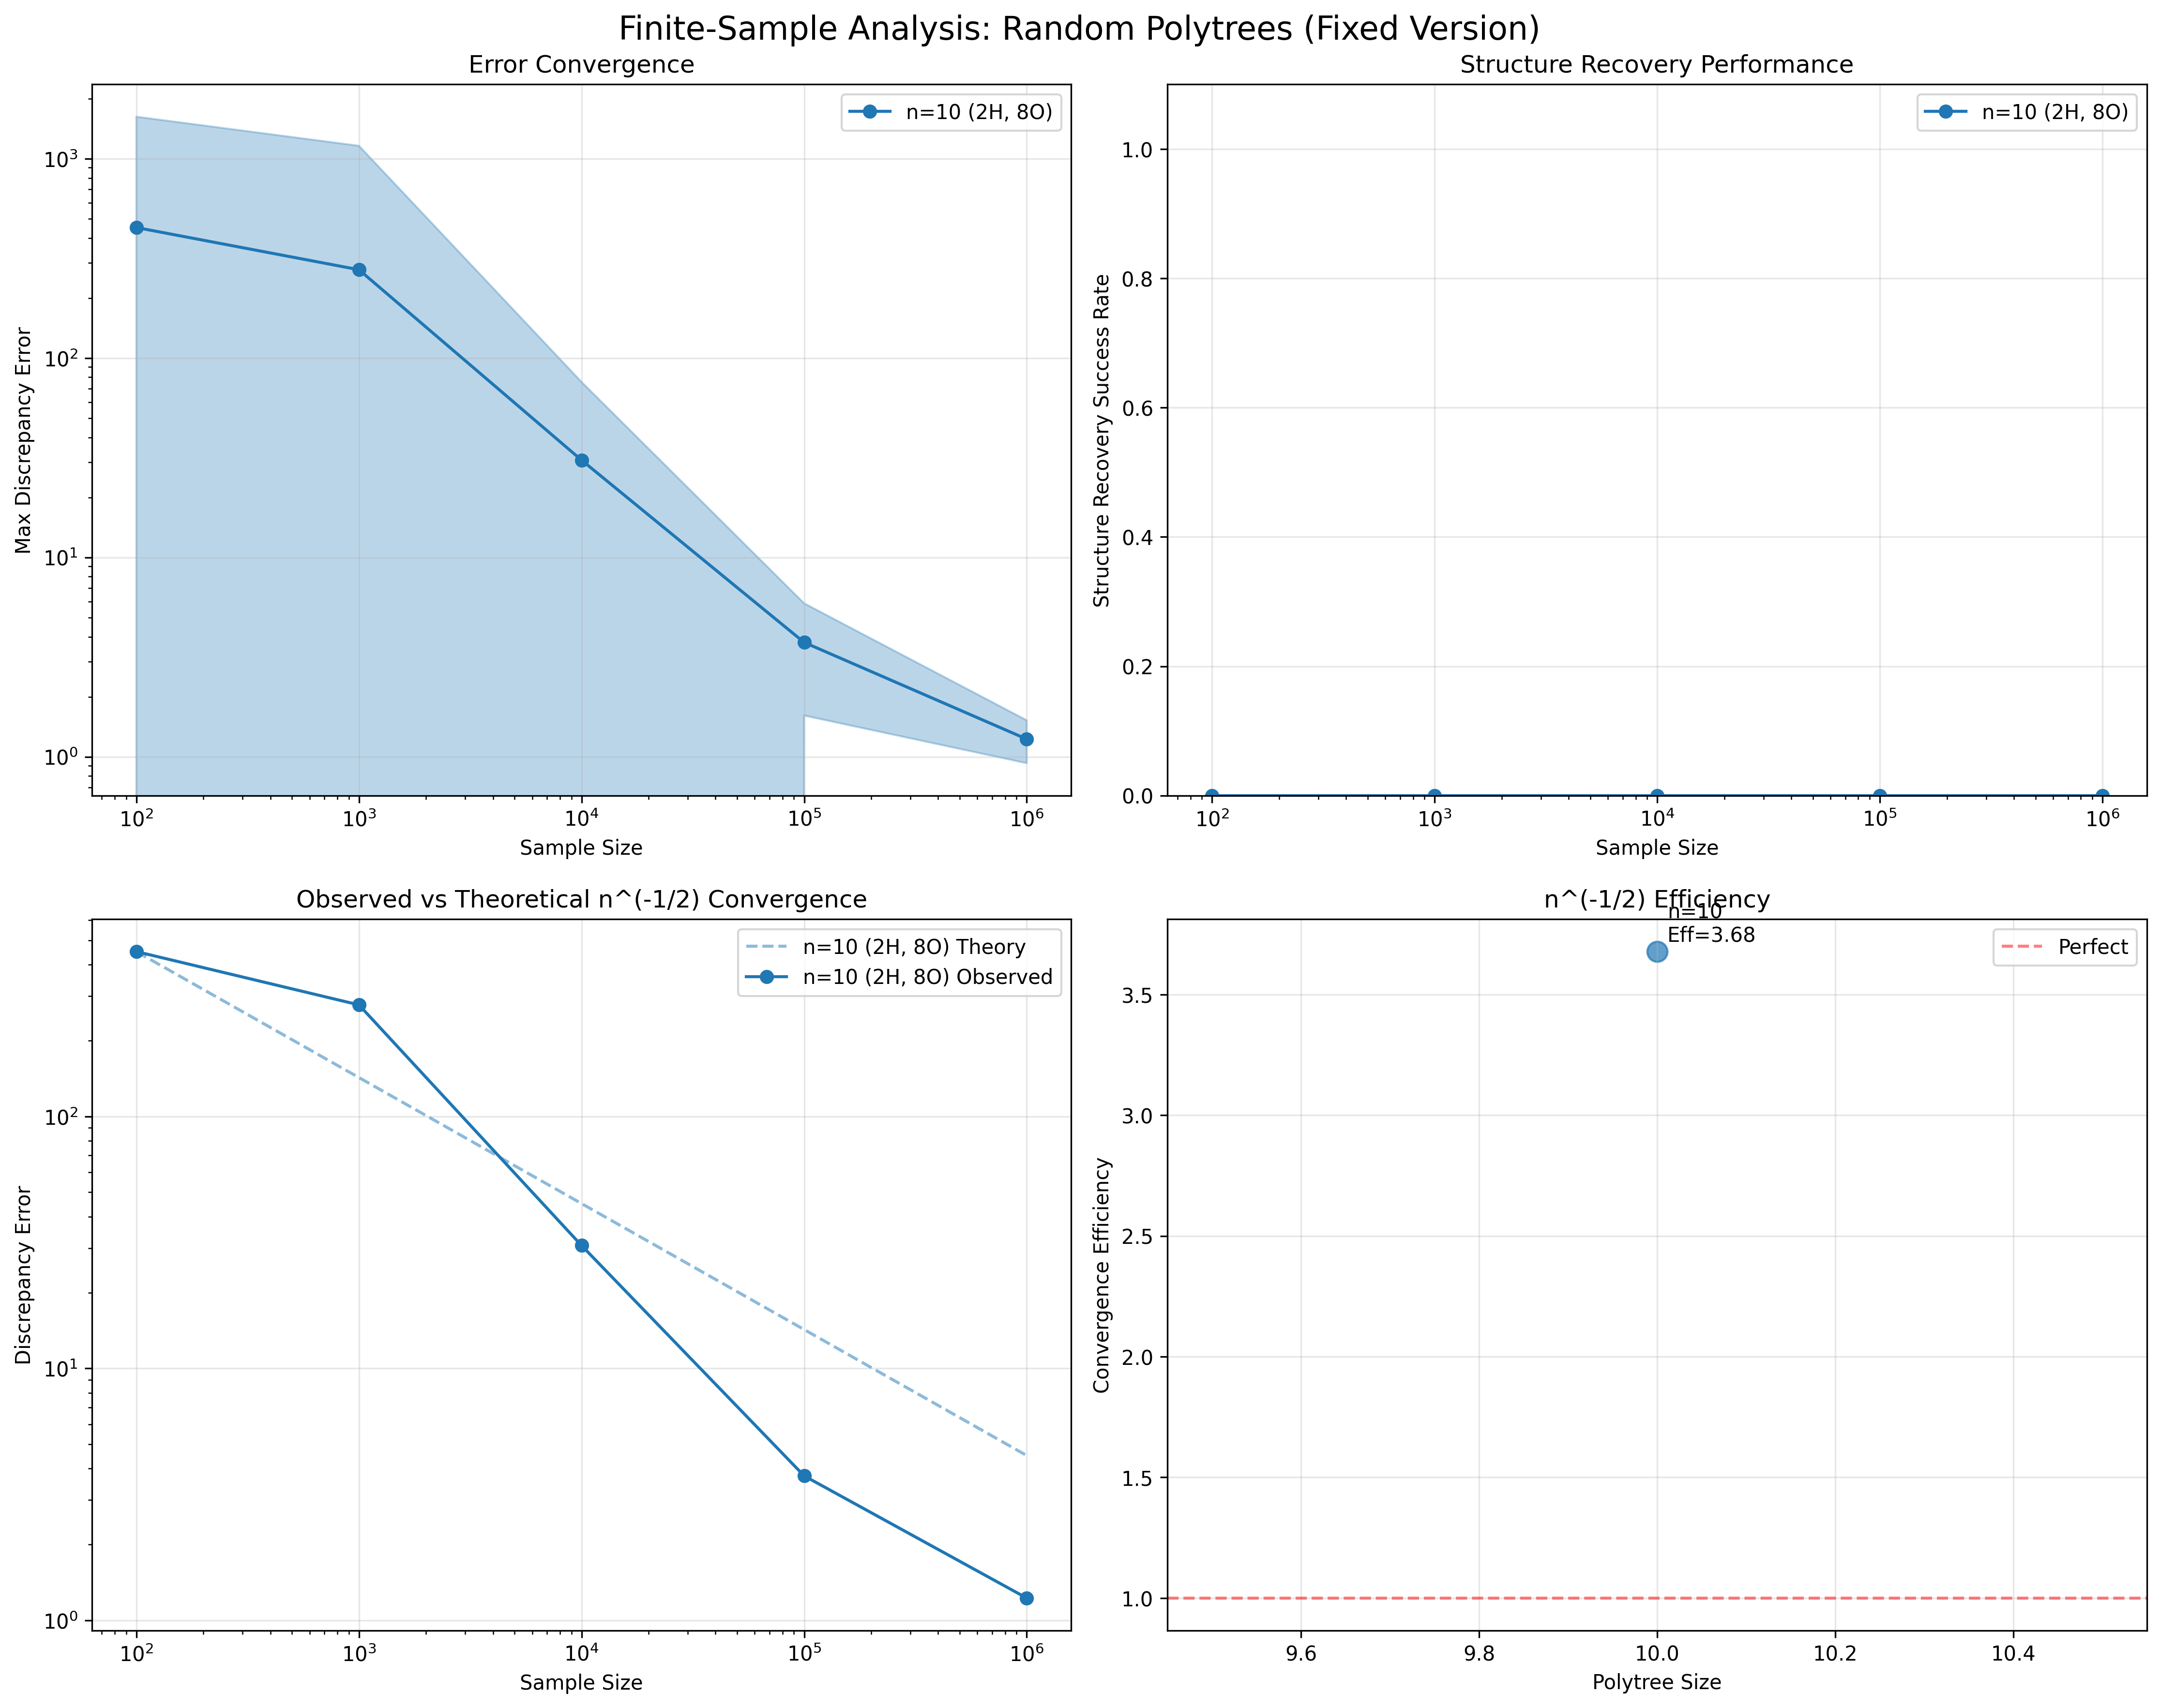 Finite-Sample Analysis: Random Polytrees (Fixed Version)
Error Convergence
n=10 (2H, 8O)
Max Discrepancy Error
10³
10²
10¹
10⁰
10² 10³ 10⁴ 10⁵ 10⁶
Sample Size
Structure Recovery Performance
n=10 (2H, 8O)
Structure Recovery Success Rate
1.0
0.8
0.6
0.4
0.2
0.0
10² 10³ 10⁴ 10⁵ 10⁶
Sample Size
Observed vs Theoretical n^(-1/2) Convergence
n=10 (2H, 8O) Theory
n=10 (2H, 8O) Observed
Discrepancy Error
10²
10¹
10⁰
10² 10³ 10⁴ 10⁵ 10⁶
Sample Size
n^(-1/2) Efficiency
n=10
Eff=3.68
Perfect
Convergence Efficiency
3.5
3.0
2.5
2.0
1.5
1.0
9.6 9.8 10.0 10.2 10.4
Polytree Size